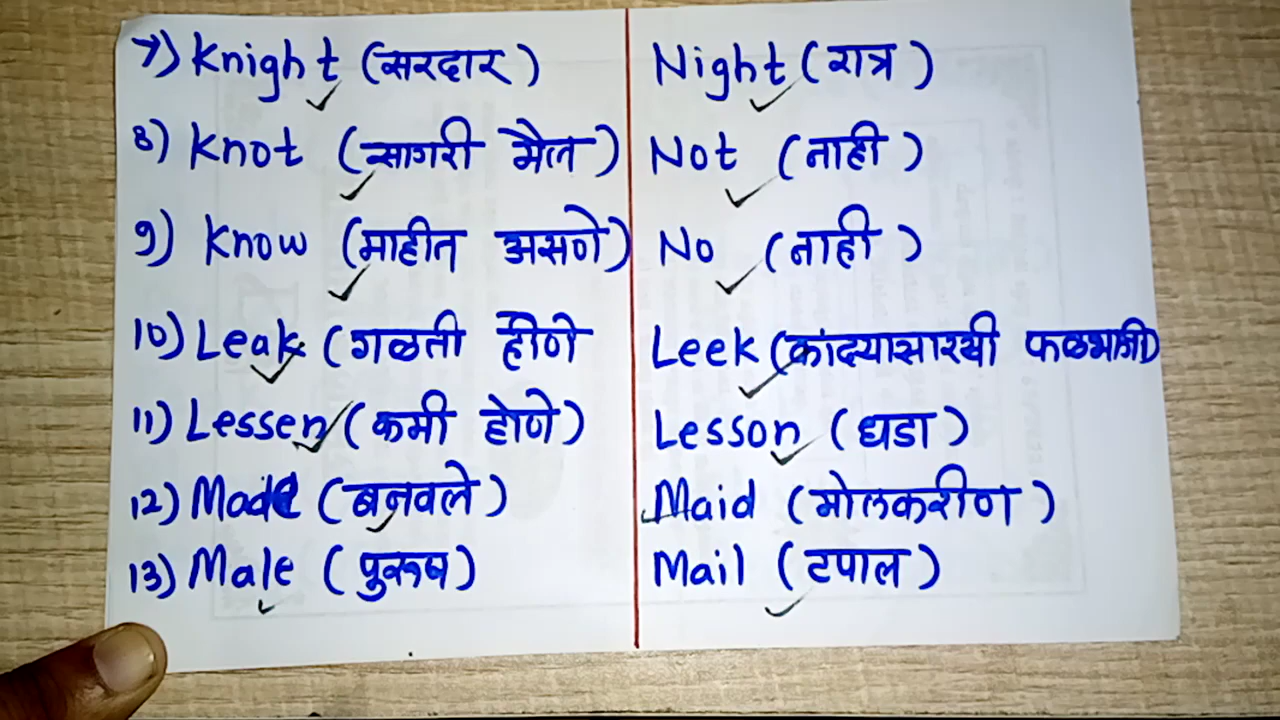 7) Knight (सरदार) Night (रात्र)
8) Knot (सागरी मैल) Not (नाही)
9) Know (माहीत असणे) No (नाही)
10) Leak (गळती होणे Leek (कांदयासारखी फळभाजी)
11) Lessen (कमी होणे) Lesson (धडा)
12) Made (बनवले) Maid (मोलकरीण)
13) Male (पुरूष) Mail (टपाल)